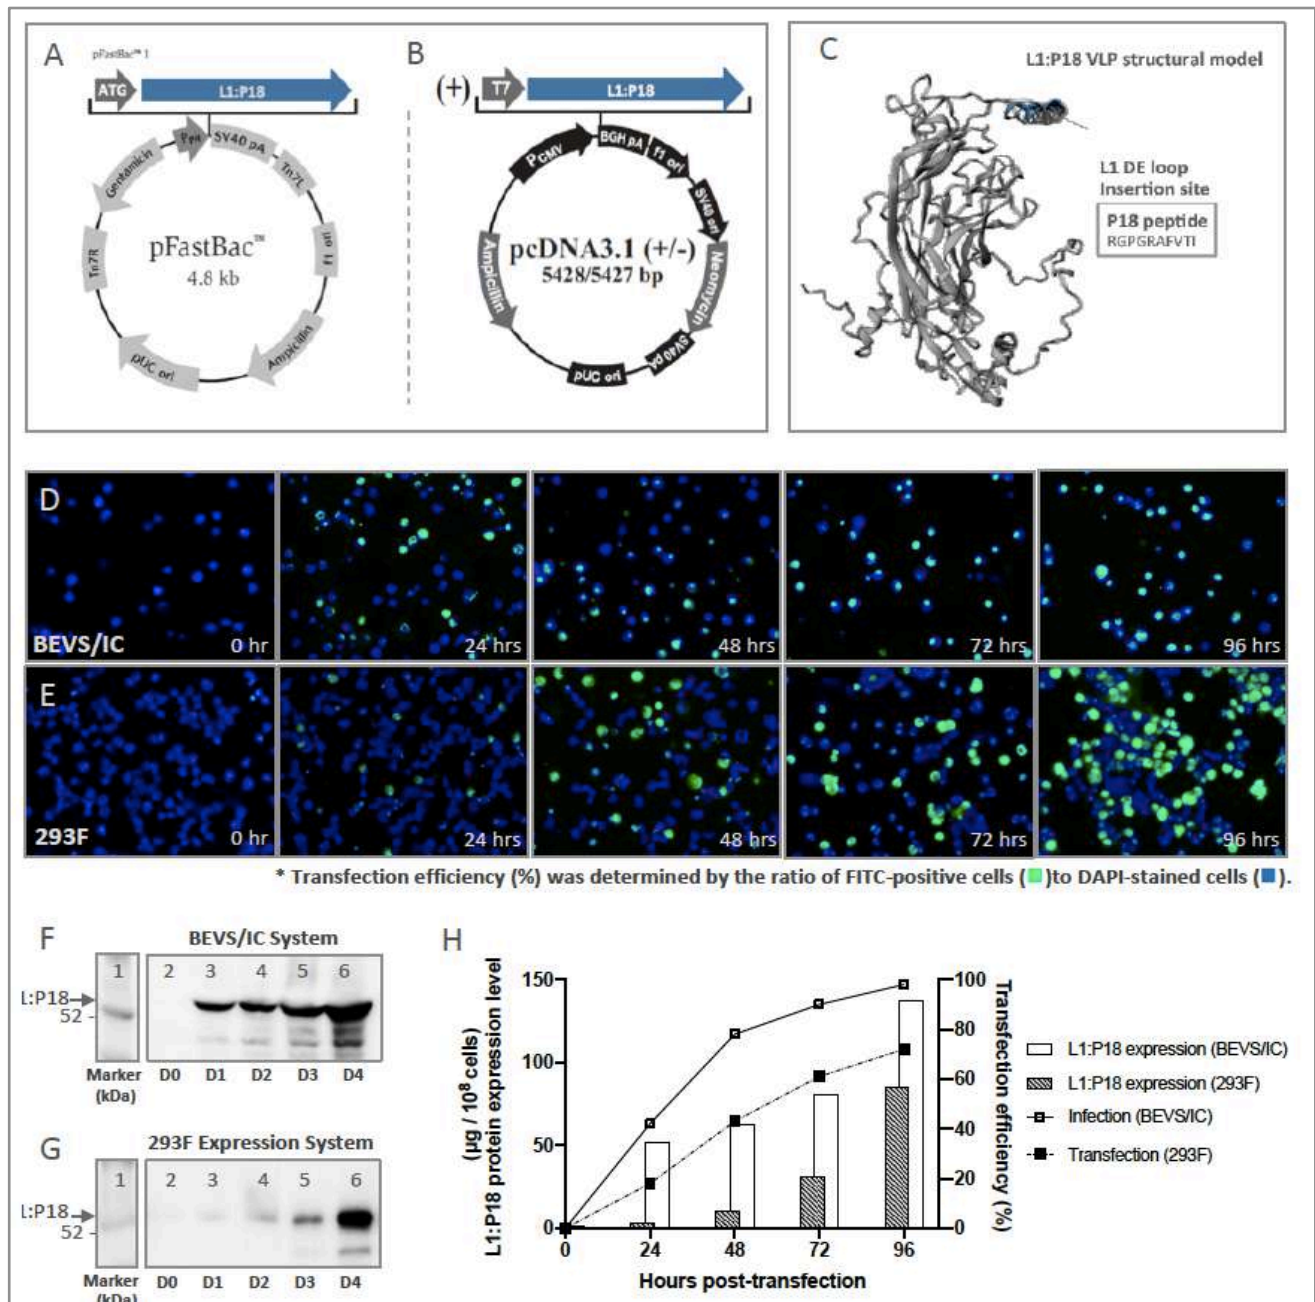 A
pFastBac™ 1
ATG
L1:P18
PPH
SV40 pA
Tn7L
f1 ori
Ampicillin
pUC ori
Tn7R
Gentamicin
pFastBac™
4.8 kb
B
(+)
T7
L1:P18
PCMV
BGH pA
f1 ori
SV40 ori
Neomycin
SV40 pA
pUC ori
Ampicillin
pcDNA3.1 (+/-)
5428/5427 bp
C
L1:P18 VLP structural model
L1 DE loop
Insertion site
P18 peptide
RGPGRAFVTI
D
BEVS/IC
0 hr
24 hrs
48 hrs
72 hrs
96 hrs
E
293F
0 hr
24 hrs
48 hrs
72 hrs
96 hrs
* Transfection efficiency (%) was determined by the ratio of FITC-positive cells ( )to DAPI-stained cells ( ).
F
BEVS/IC System
1 2 3 4 5 6
L1:P18
52 -
Marker D0 D1 D2 D3 D4
(kDa)
G
293F Expression System
1 2 3 4 5 6
L1:P18
52 -
Marker D0 D1 D2 D3 D4
(kDa)
H
L1:P18 protein expression level
(µg / 10⁸ cells)
150
100
50
0
100
80
60
40
20
0
Transfection efficiency (%)
0 24 48 72 96
Hours post-transfection
L1:P18 expression (BEVS/IC)
L1:P18 expression (293F)
Infection (BEVS/IC)
Transfection (293F)